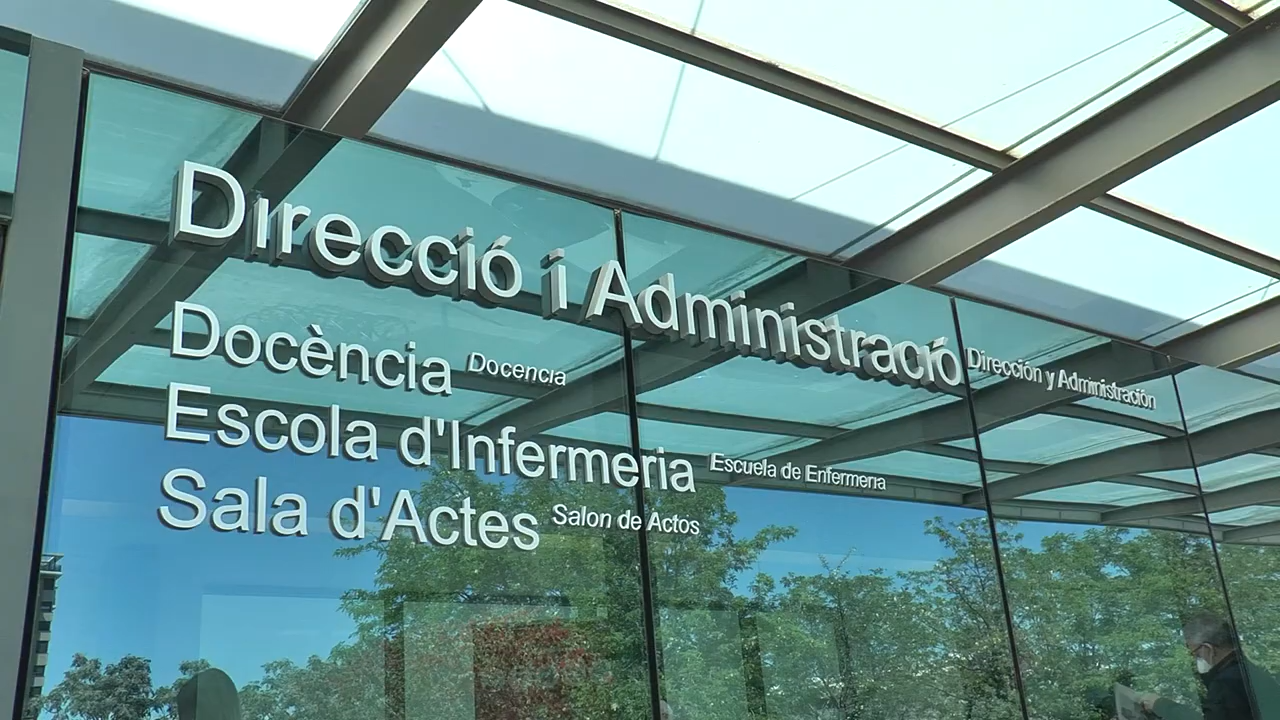 Direcció i Administració Dirección y Administración
Docència Docencia
Escola d'Infermeria Escuela de Enfermeria
Sala d'Actes Salon de Actos